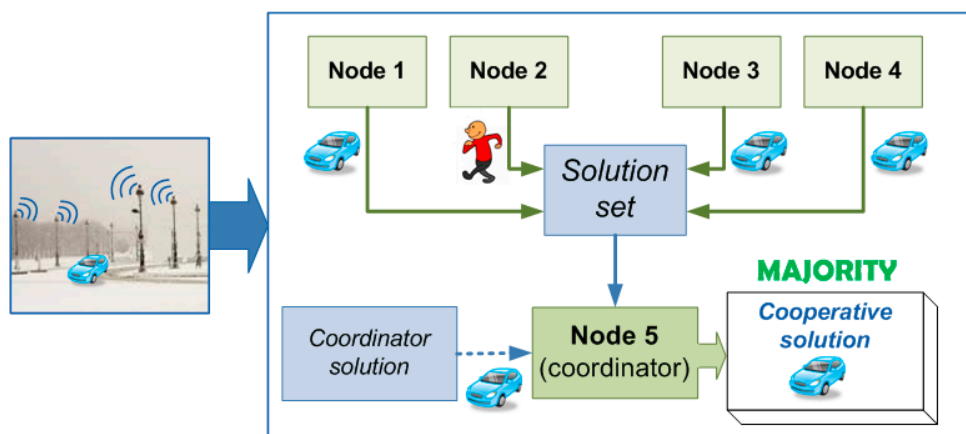 Node 1
Node 2
Node 3
Node 4
Solution
set
MAJORITY
Coordinator
solution
Node 5
(coordinator)
Cooperative
solution